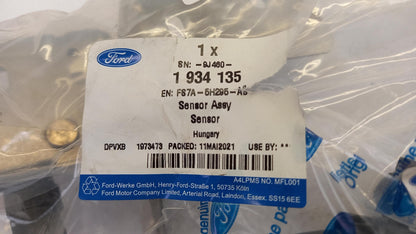 Ford
1 x
SN: -9J460-
1 934 135
EN: FS7A-5H295-AC
Sensor Assy
Sensor
Hungary
DPVXB 1973473 PACKED: 11MAI2021 USE BY: **
A4LPMS NO. MFL001
Ford-Werke GmbH, Henry-Ford-Straße 1, 50735 Köln
Ford Motor Company Limited, Arterial Road, Laindon, Essex. SS15 6EE